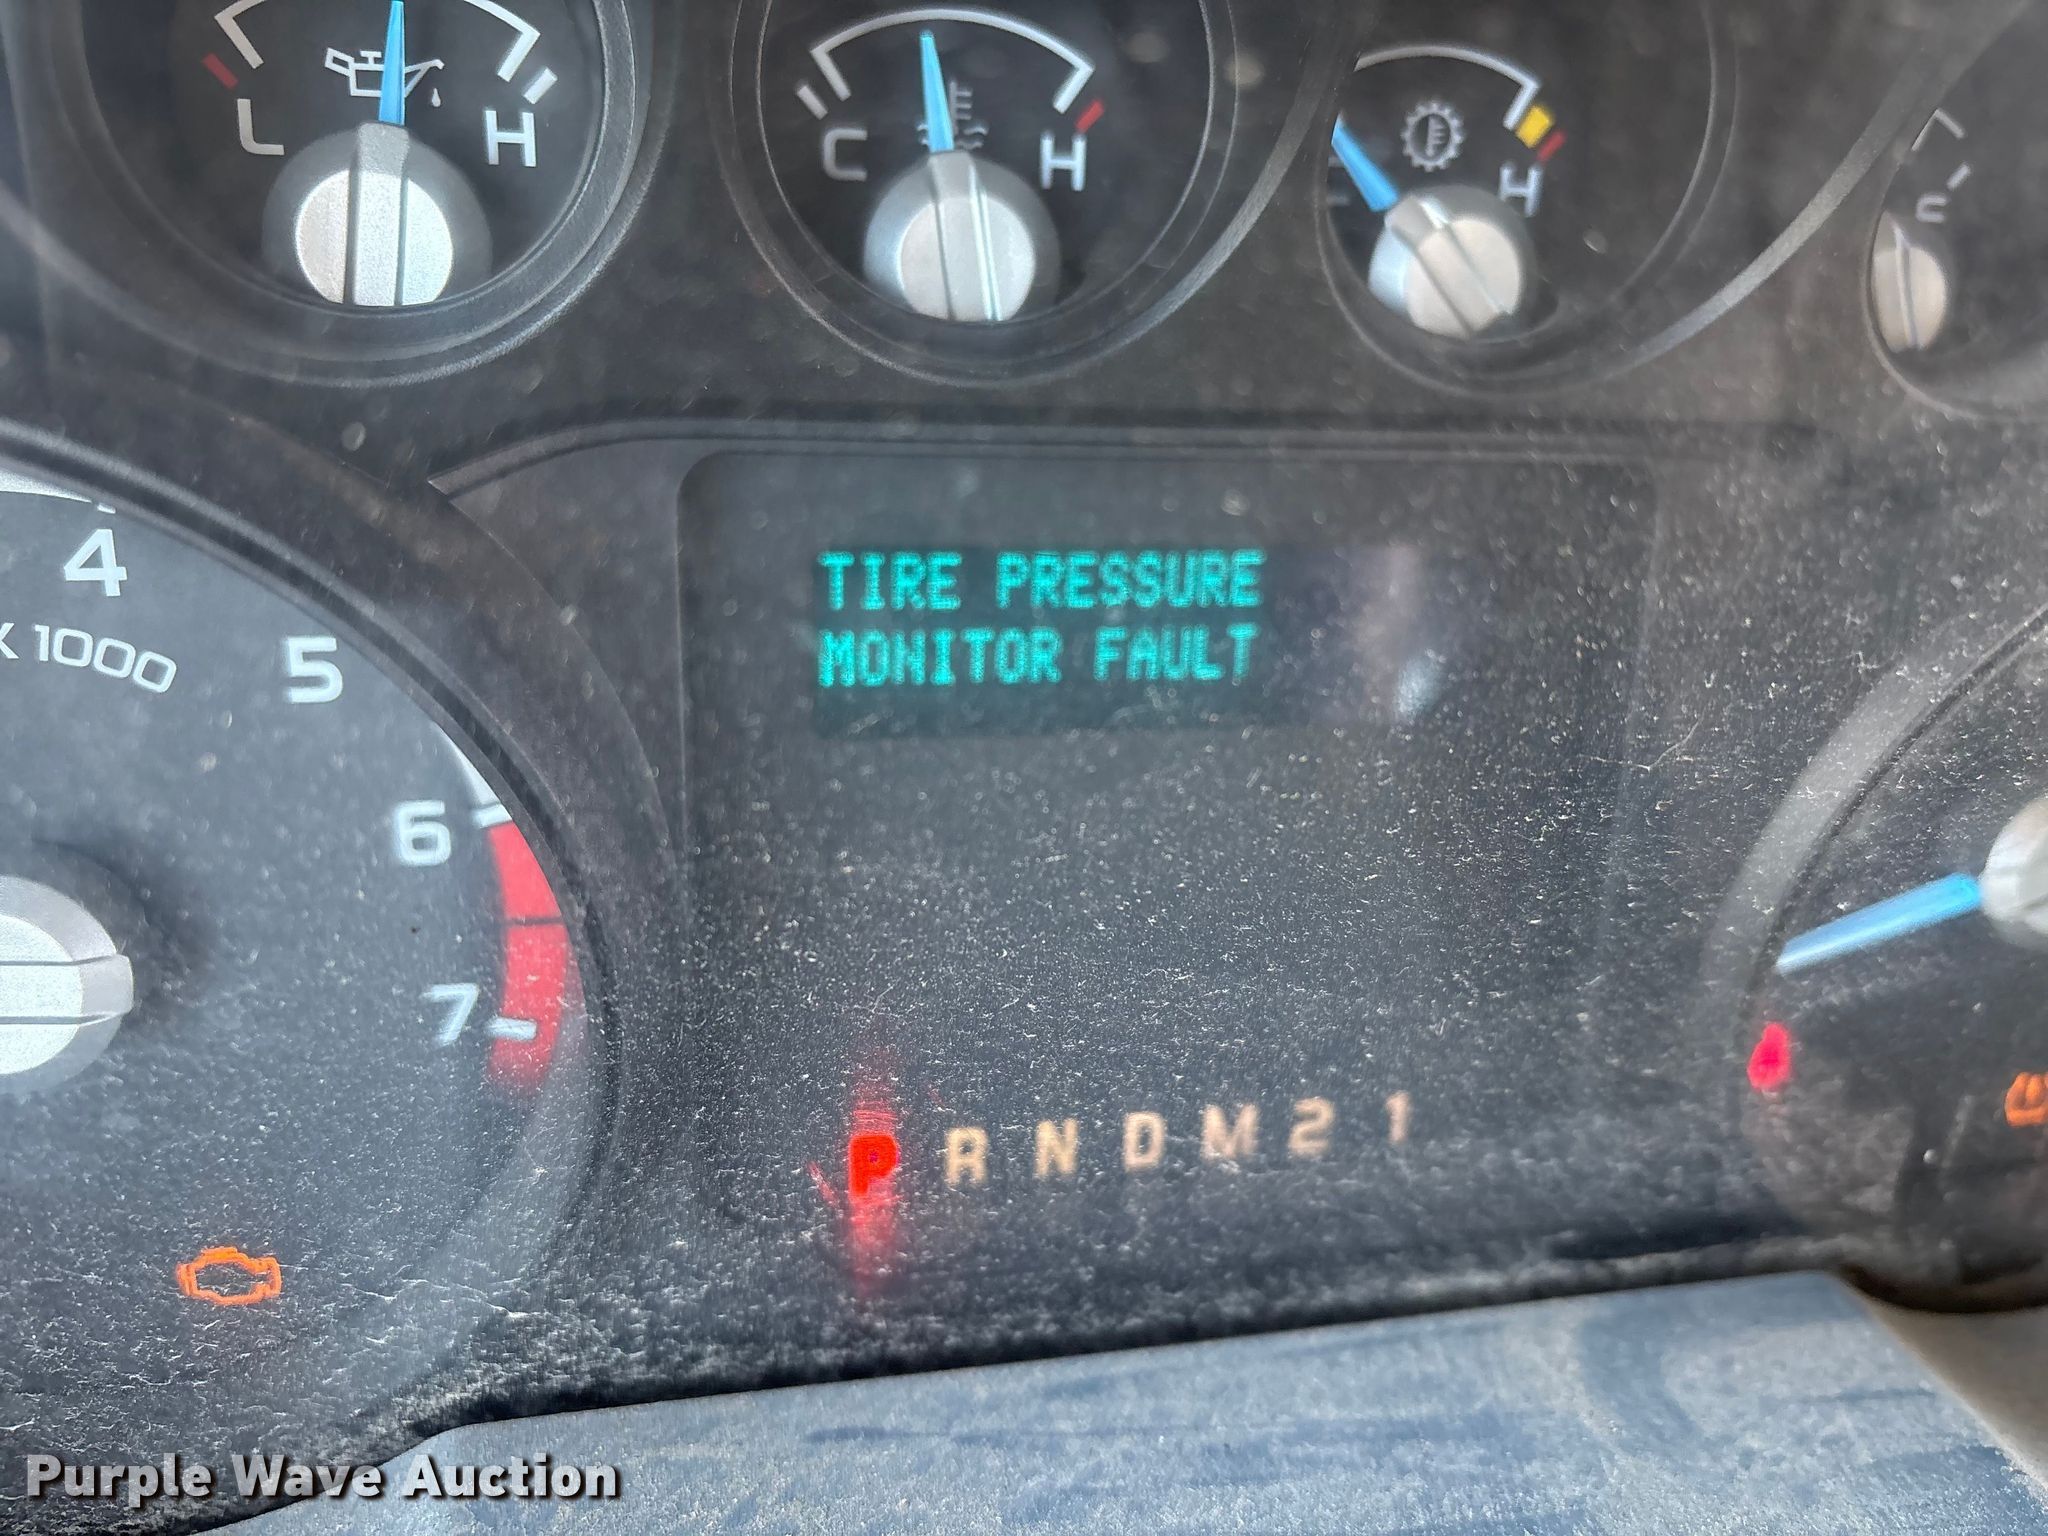 L H
C H
H
C
TIRE PRESSURE
MONITOR FAULT
4
X 1000
5
6
7
P R N D M 2 1
Purple Wave Auction